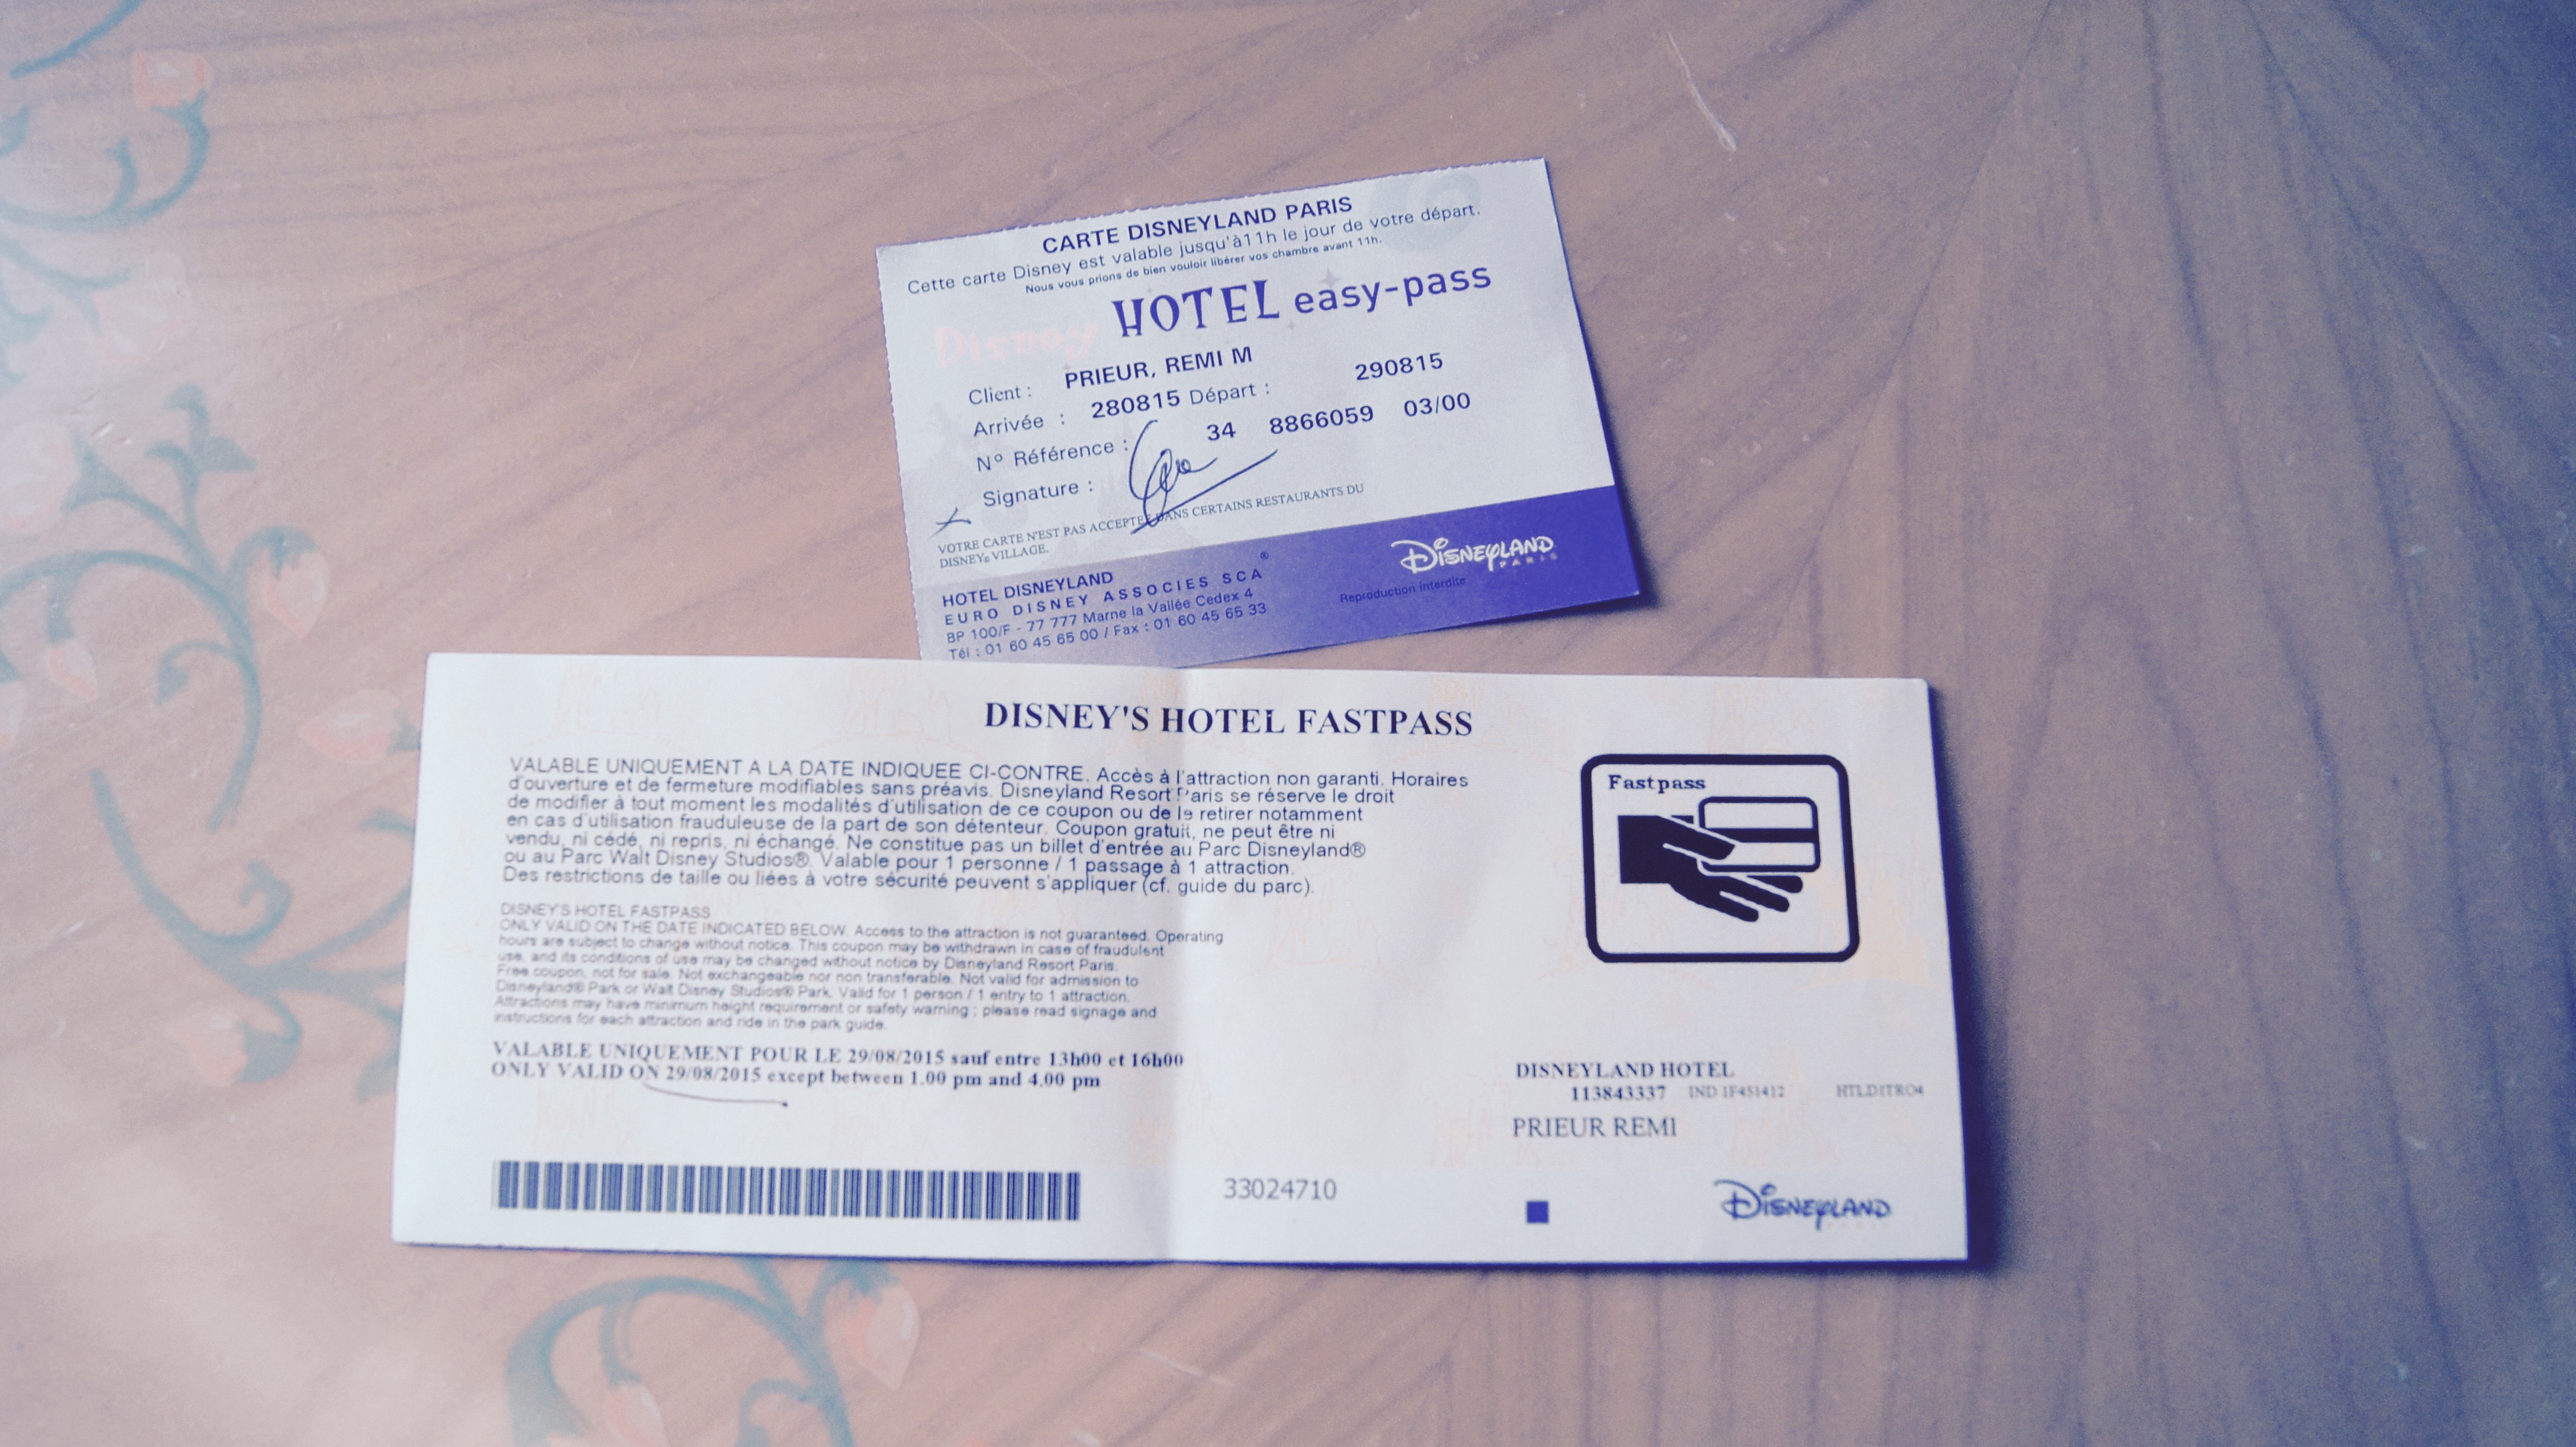 CARTE DISNEYLAND PARIS
Cette carte Disney est valable jusqu'à11h le jour de votre départ.
Nous vous prions de bien vouloir libérer vos chambre avant 11h.
Disney HOTEL easy-pass
Client : PRIEUR, REMI M
Arrivée : 280815 Départ : 290815
N° Référence : 34 8866059 03/00
Signature :
VOTRE CARTE N'EST PAS ACCEPTEE DANS CERTAINS RESTAURANTS DU
DISNEY® VILLAGE.
HOTEL DISNEYLAND
EURO DISNEY ASSOCIES SCA®
BP 100/F - 77 777 Marne la Vallée Cedex 4
Tél : 01 60 45 65 00 / Fax : 01 60 45 65 33
DISNEYLAND
PARIS
Reproduction interdite
DISNEY'S HOTEL FASTPASS
VALABLE UNIQUEMENT A LA DATE INDIQUEE CI-CONTRE. Accès à l'attraction non garanti. Horaires
d'ouverture et de fermeture modifiables sans préavis. Disneyland Resort Paris se réserve le droit
de modifier à tout moment les modalités d'utilisation de ce coupon ou de le retirer notamment
en cas d'utilisation frauduleuse de la part de son détenteur. Coupon gratuit, ne peut être ni
vendu, ni cédé, ni repris, ni échangé. Ne constitue pas un billet d'entrée au Parc Disneyland®
ou au Parc Walt Disney Studios®. Valable pour 1 personne / 1 passage à 1 attraction.
Des restrictions de taille ou liées à votre sécurité peuvent s'appliquer (cf. guide du parc).
DISNEY'S HOTEL FASTPASS
ONLY VALID ON THE DATE INDICATED BELOW. Access to the attraction is not guaranteed. Operating
hours are subject to change without notice. This coupon may be withdrawn in case of fraudulent
use, and its conditions of use may be changed without notice by Disneyland Resort Paris.
Free coupon, not for sale. Not exchangeable nor non transferable. Not valid for admission to
Disneyland® Park or Walt Disney Studios® Park. Valid for 1 person / 1 entry to 1 attraction.
Attractions may have minimum height requirement or safety warning ; please read signage and
instructions for each attraction and ride in the park guide.
VALABLE UNIQUEMENT POUR LE 29/08/2015 sauf entre 13h00 et 16h00
ONLY VALID ON 29/08/2015 except between 1.00 pm and 4.00 pm
Fastpass
DISNEYLAND HOTEL
113843337 IND 1F451412 HTLD1TRO4
PRIEUR REMI
33024710
DISNEYLAND